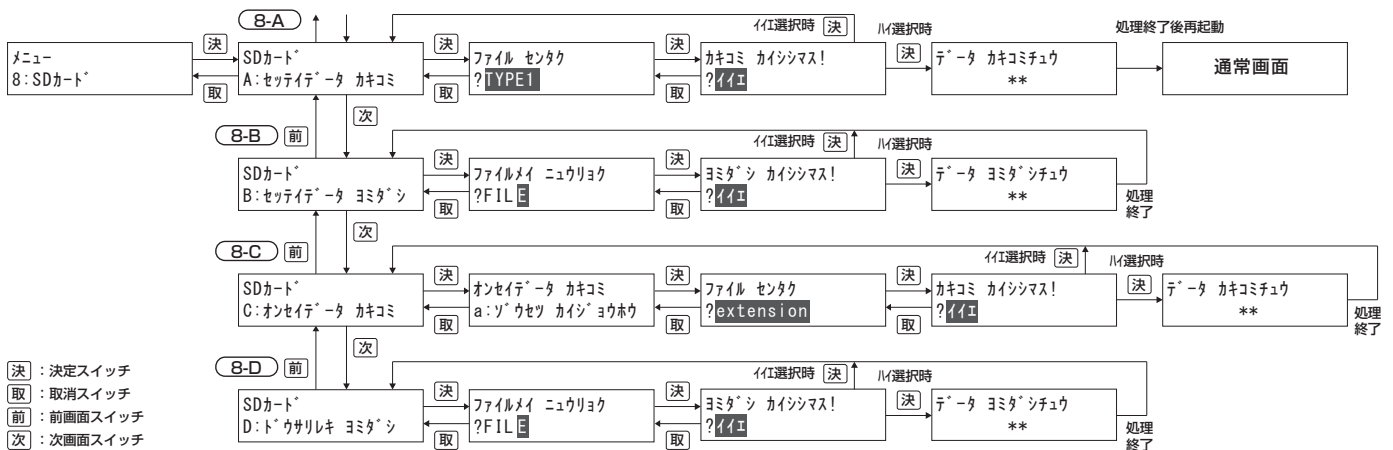 8-A
メニュー
8:SDカード
決
取
SDカード
A:セッテイデータ カキコミ
決
取
ファイル センタク
?TYPE1
決
取
イイエ選択時 決
カキコミ カイシシマス!
?イイエ
ハイ選択時
決
データ カキコミチュウ
**
処理終了後再起動
通常画面
次
8-B 前
SDカード
B:セッテイデータ ヨミダシ
決
取
ファイルメイ ニュウリョク
?FILE
決
取
イイエ選択時 決
ヨミダシ カイシシマス!
?イイエ
ハイ選択時
決
データ ヨミダシチュウ
**
処理
終了
次
8-C 前
SDカード
C:オンセイデータ カキコミ
決
取
オンセイデータ カキコミ
a:ゾウセツ カイジョウホウ
決
取
ファイル センタク
?extension
決
取
イイエ選択時 決
カキコミ カイシシマス!
?イイエ
ハイ選択時
決
データ カキコミチュウ
**
処理
終了
次
8-D 前
SDカード
D:ドウサリレキ ヨミダシ
決
取
ファイルメイ ニュウリョク
?FILE
決
取
イイエ選択時 決
ヨミダシ カイシシマス!
?イイエ
ハイ選択時
決
データ ヨミダシチュウ
**
処理
終了
決 :決定スイッチ
取 :取消スイッチ
前 :前画面スイッチ
次 :次画面スイッチ